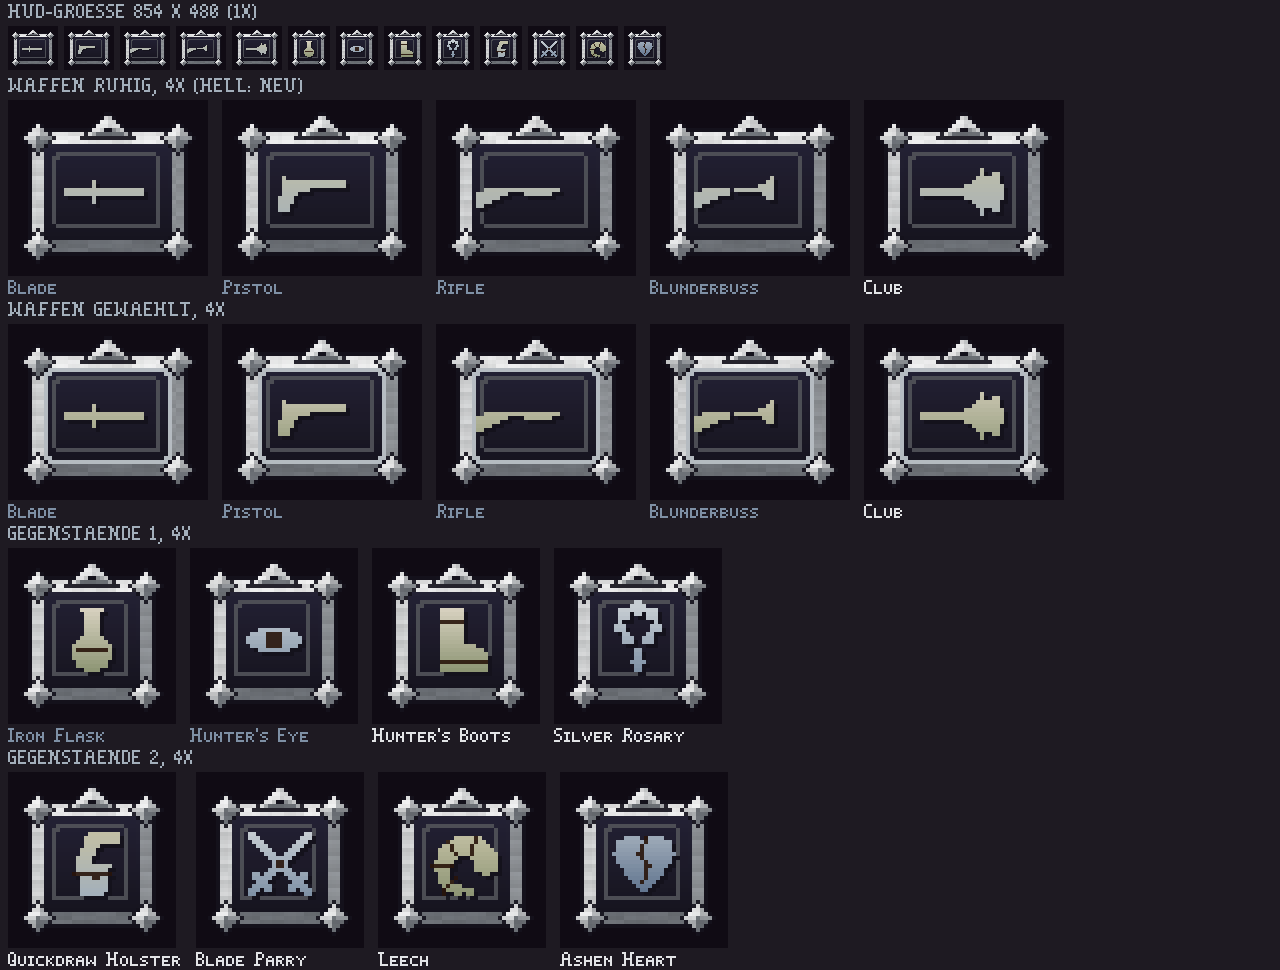 HUD-GROESSE 854 X 480 (1X)
WAFFEN RUHIG, 4X (HELL: NEU)
BLADE PISTOL RIFLE BLUNDERBUSS CLUB
WAFFEN GEWAEHLT, 4X
BLADE PISTOL RIFLE BLUNDERBUSS CLUB
GEGENSTAENDE 1, 4X
IRON FLASK HUNTER'S EYE HUNTER'S BOOTS SILVER ROSARY
GEGENSTAENDE 2, 4X
QUICKDRAW HOLSTER BLADE PARRY LEECH ASHEN HEART